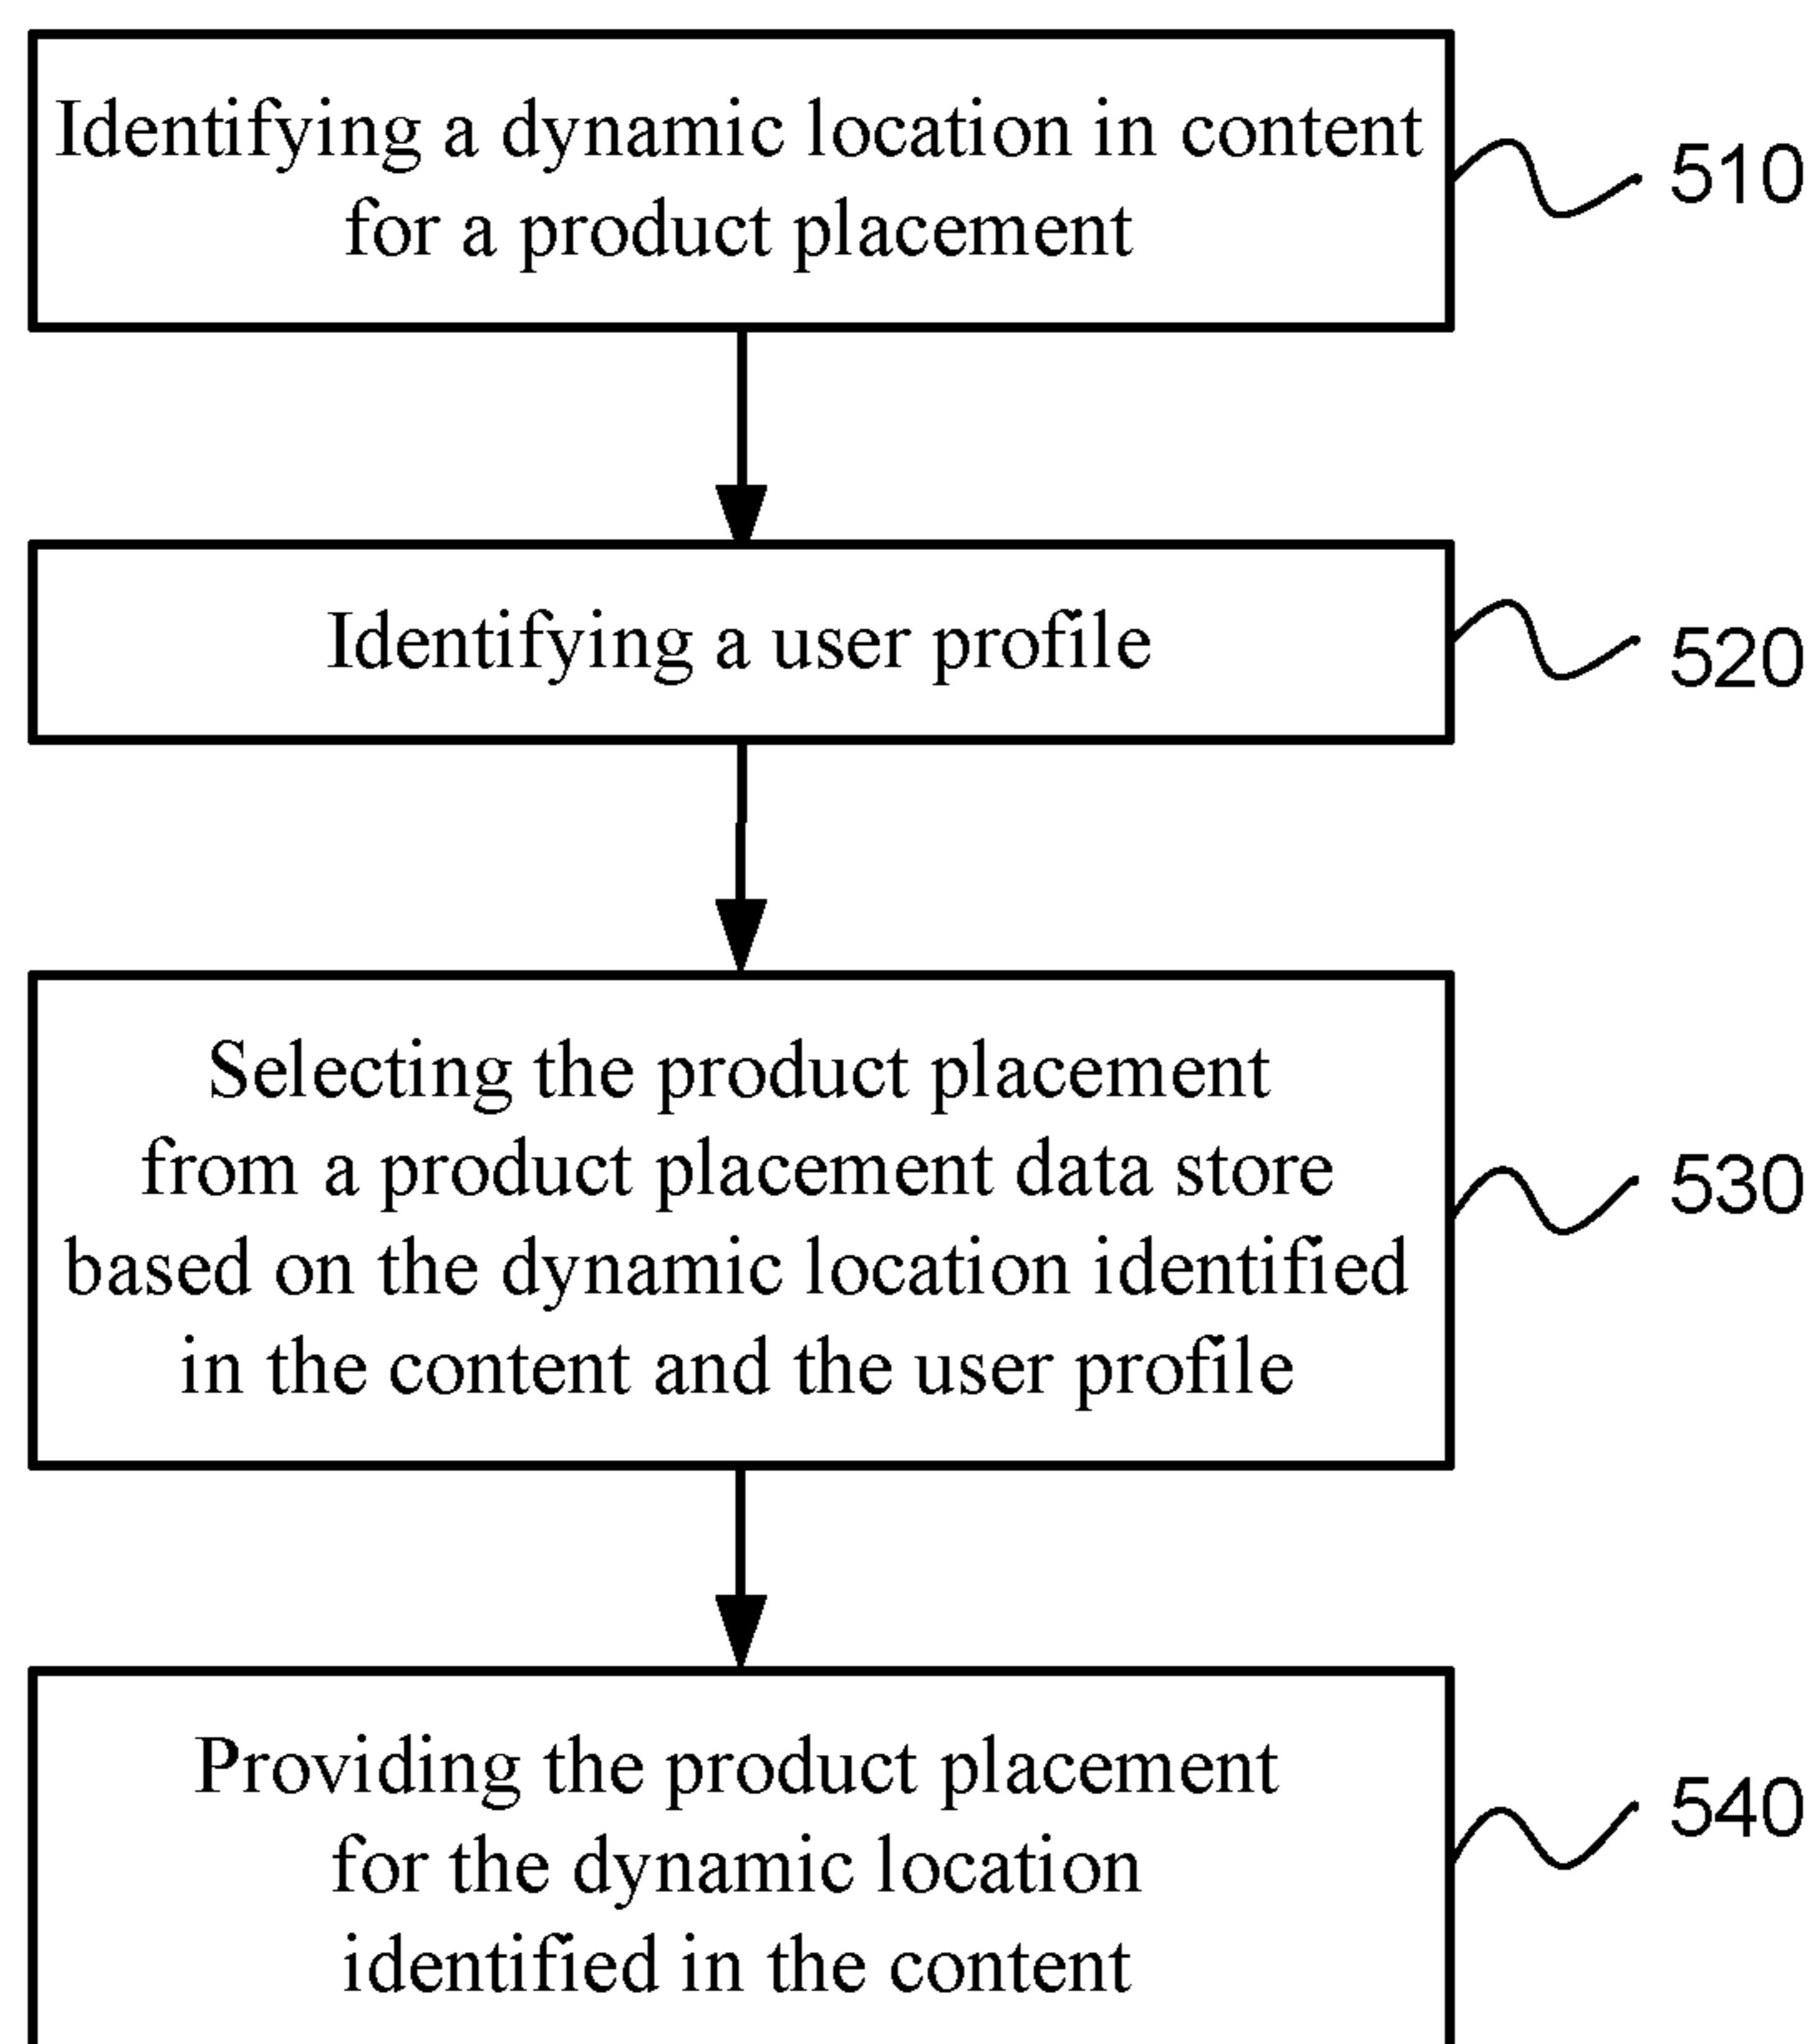 Identifying a dynamic location in content
for a product placement
510
Identifying a user profile
520
Selecting the product placement
from a product placement data store
based on the dynamic location identified
in the content and the user profile
530
Providing the product placement
for the dynamic location
identified in the content
540